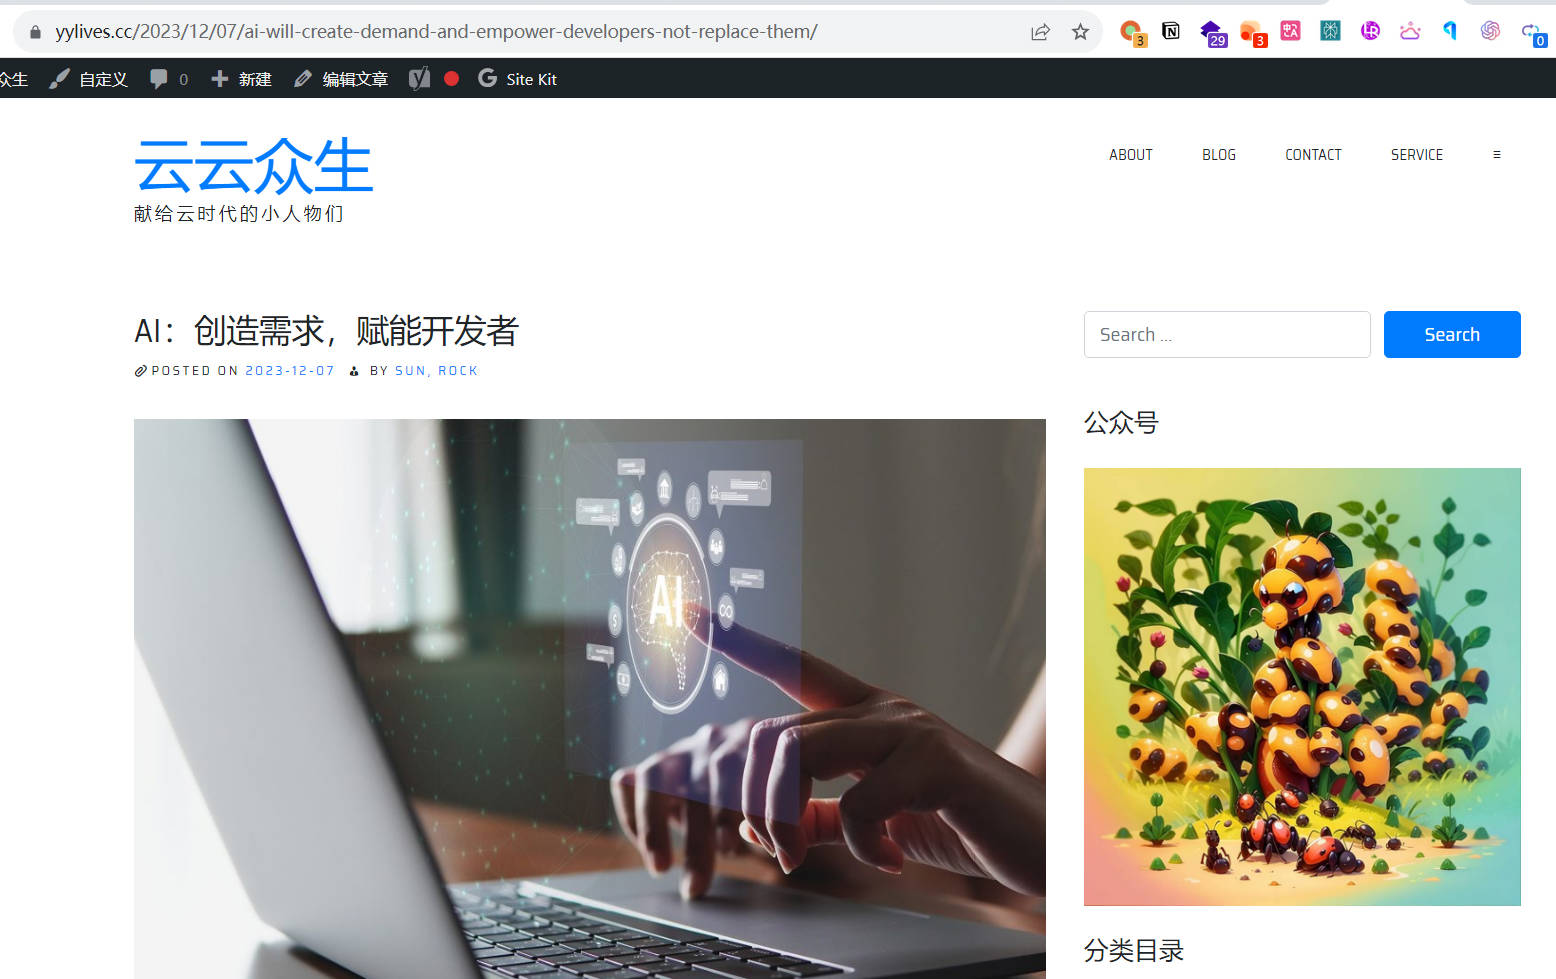 yylives.cc/2023/12/07/ai-will-create-demand-and-empower-developers-not-replace-them/
3
29
3
0
众生 自定义 0 新建 编辑文章 Site Kit
云云众生
献给云时代的小人物们
ABOUT BLOG CONTACT SERVICE
AI：创造需求，赋能开发者
POSTED ON 2023-12-07 BY SUN, ROCK
Search ...
Search
公众号
AI
分类目录